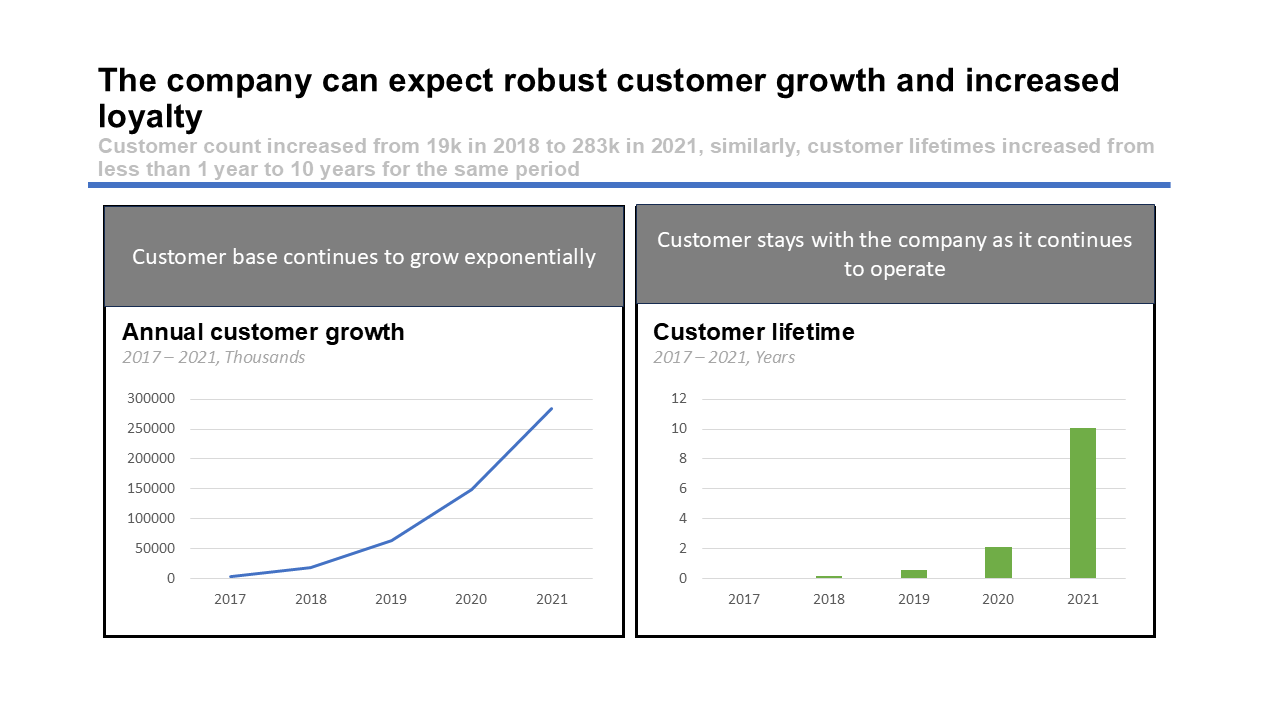 The company can expect robust customer growth and increased
loyalty
Customer count increased from 19k in 2018 to 283k in 2021, similarly, customer lifetimes increased from
less than 1 year to 10 years for the same period
Customer base continues to grow exponentially
Annual customer growth
2017 – 2021, Thousands
300000
250000
200000
150000
100000
50000
0
2017 2018 2019 2020 2021
Customer stays with the company as it continues
to operate
Customer lifetime
2017 – 2021, Years
12
10
8
6
4
2
0
2017 2018 2019 2020 2021